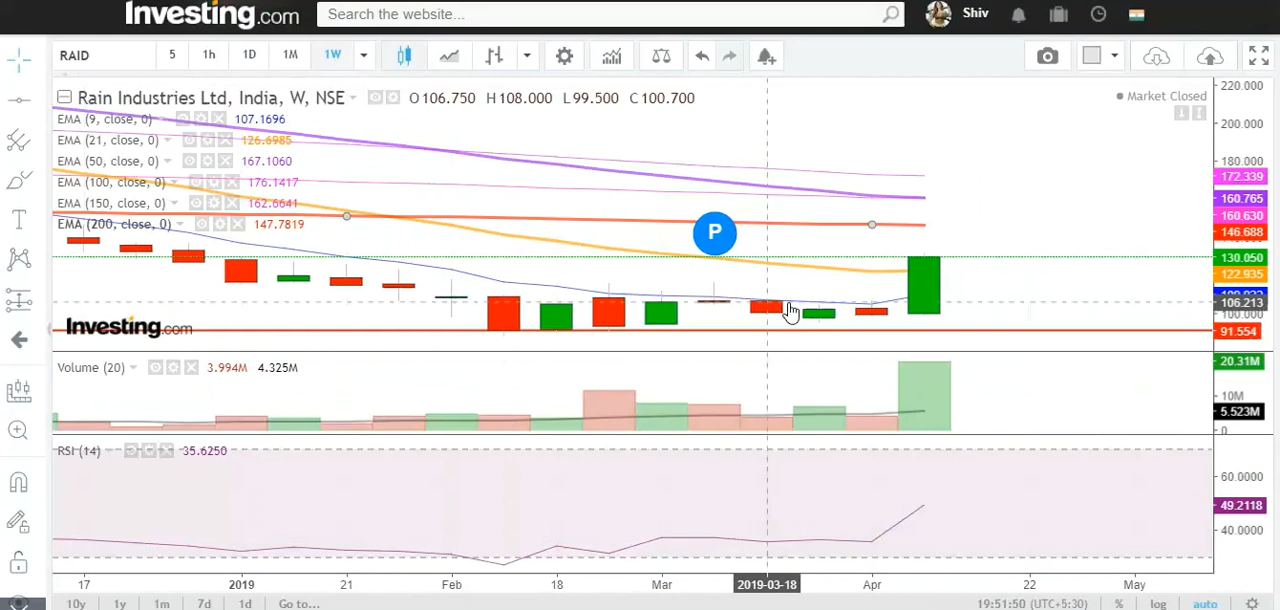 Investing.com
Search the website...
Shiv
RAID
5 1h 1D 1M 1W
Rain Industries Ltd, India, W, NSE O106.750 H108.000 L99.500 C100.700
Market Closed
EMA (9, close, 0) 107.1696
EMA (21, close, 0) 126.6985
EMA (50, close, 0) 167.1060
EMA (100, close, 0) 176.1417
EMA (150, close, 0) 162.6641
EMA (200, close, 0) 147.7819
P
Investing.com
220.000
200.000
180.000
172.339
160.765
160.630
146.688
130.050
122.935
106.213
100.000
91.554
Volume (20) 3.994M 4.325M
20.31M
10M
5.523M
0
RSI (14) 35.6250
60.0000
49.2118
40.0000
17 2019 21 Feb 18 Mar 2019-03-18 Apr 22 May
10y 1y 1m 7d 1d Go to... 19:51:50 (UTC+5:30) % log auto